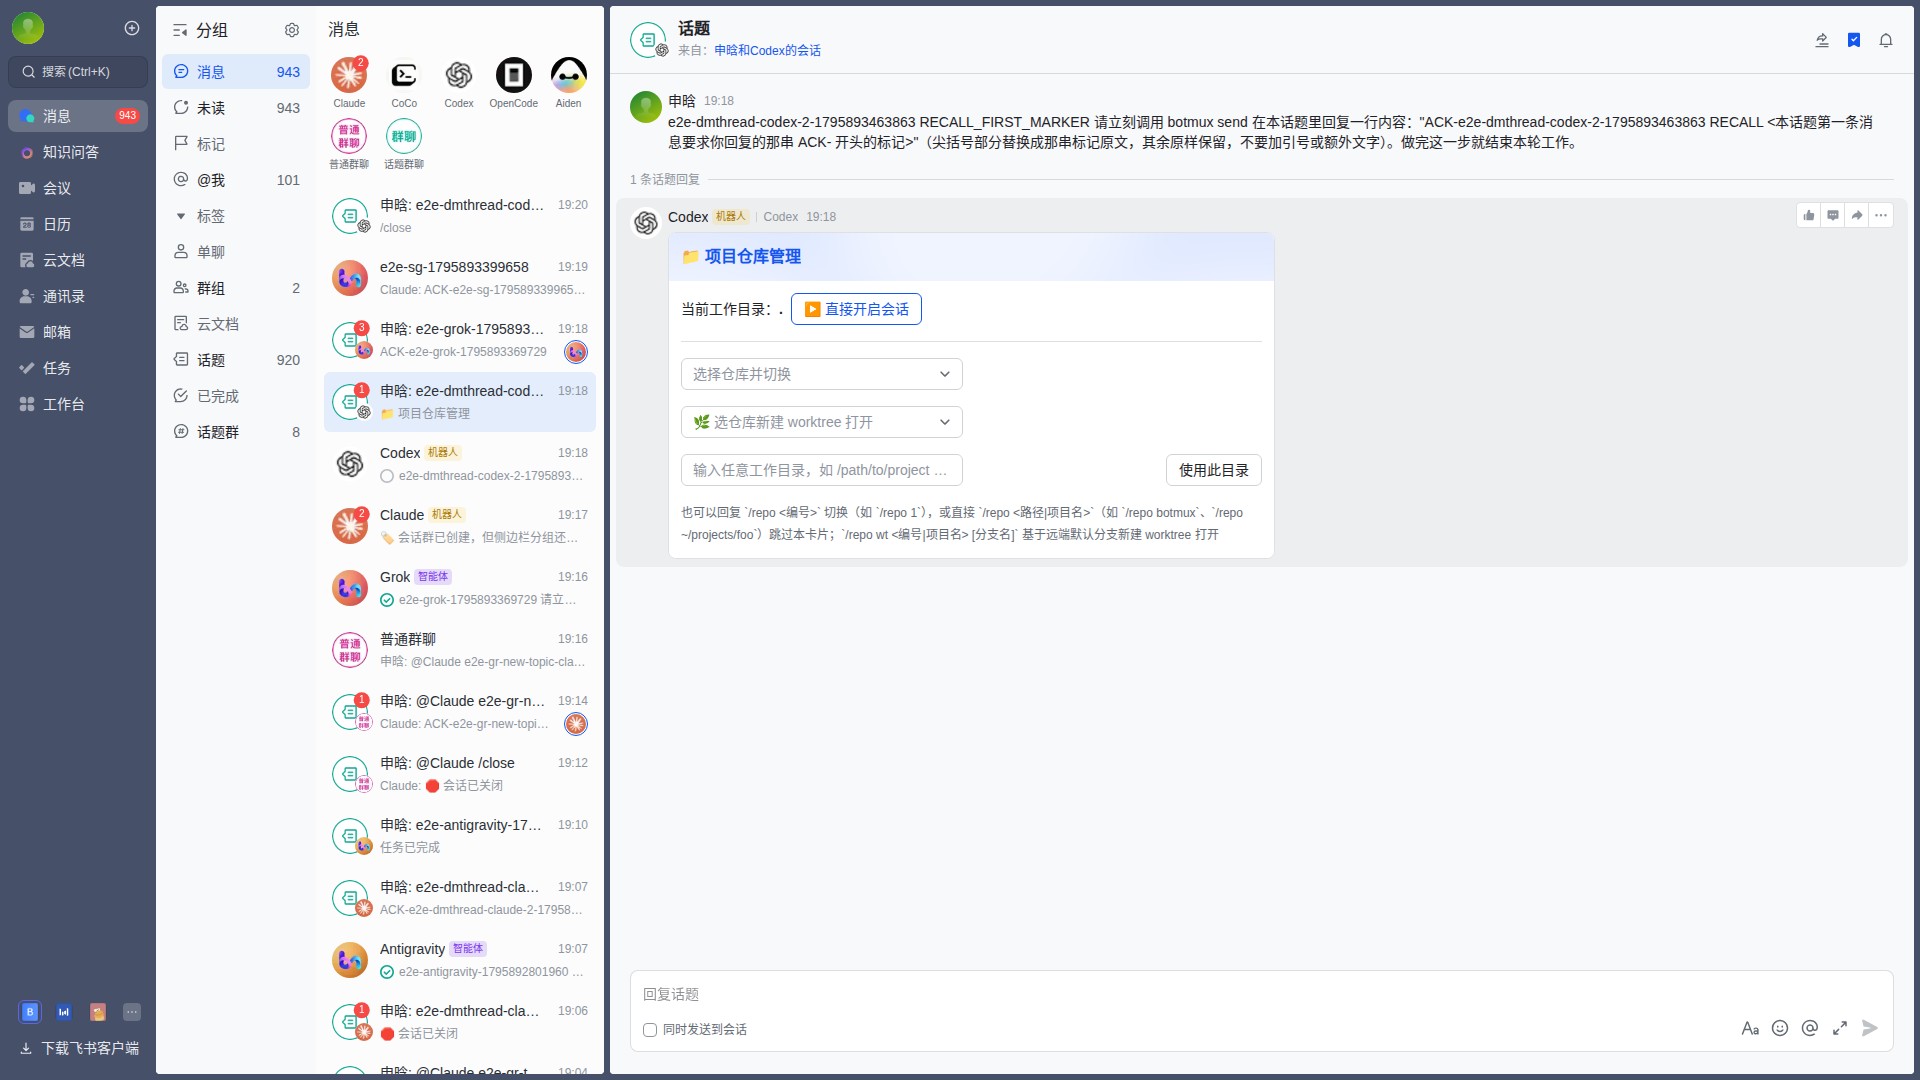 搜索 (Ctrl+K)
消息
943
知识问答
会议
日历
云文档
通讯录
邮箱
任务
工作台
下载飞书客户端
分组
消息 943
未读 943
标记
@我 101
标签
单聊
群组 2
云文档
话题 920
已完成
话题群 8
消息
2
Claude
CoCo
Codex
OpenCode
Aiden
普通群聊
群聊
普通群聊
话题群聊
申晗: e2e-dmthread-cod… 19:20
/close
e2e-sg-1795893399658 19:19
Claude: ACK-e2e-sg-179589339965…
3
申晗: e2e-grok-1795893… 19:18
ACK-e2e-grok-1795893369729
1
申晗: e2e-dmthread-cod… 19:18
📁 项目仓库管理
Codex 机器人 19:18
e2e-dmthread-codex-2-1795893…
2
Claude 机器人 19:17
🏷️ 会话群已创建，但侧边栏分组还…
Grok 智能体 19:16
e2e-grok-1795893369729 请立…
普通群聊
普通群聊 19:16
申晗: @Claude e2e-gr-new-topic-cla…
1
申晗: @Claude e2e-gr-n… 19:14
Claude: ACK-e2e-gr-new-topi…
申晗: @Claude /close 19:12
Claude: 🛑 会话已关闭
申晗: e2e-antigravity-17… 19:10
任务已完成
申晗: e2e-dmthread-cla… 19:07
ACK-e2e-dmthread-claude-2-17958…
Antigravity 智能体 19:07
e2e-antigravity-1795892801960 …
1
申晗: e2e-dmthread-cla… 19:06
🛑 会话已关闭
申晗: @Claude e2e-gr-t… 19:04
话题
来自：申晗和Codex的会话
申晗 19:18
e2e-dmthread-codex-2-1795893463863 RECALL_FIRST_MARKER 请立刻调用 botmux send 在本话题里回复一行内容："ACK-e2e-dmthread-codex-2-1795893463863 RECALL <本话题第一条消
息要求你回复的那串 ACK- 开头的标记>"（尖括号部分替换成那串标记原文，其余原样保留，不要加引号或额外文字）。做完这一步就结束本轮工作。
1 条话题回复
Codex 机器人 | Codex 19:18
📁 项目仓库管理
当前工作目录：. ▶️ 直接开启会话
选择仓库并切换
🌿 选仓库新建 worktree 打开
输入任意工作目录，如 /path/to/project …
使用此目录
也可以回复 `/repo <编号>` 切换（如 `/repo 1`），或直接 `/repo <路径|项目名>`（如 `/repo botmux`、`/repo
~/projects/foo`）跳过本卡片；`/repo wt <编号|项目名> [分支名]` 基于远端默认分支新建 worktree 打开
回复话题
同时发送到会话